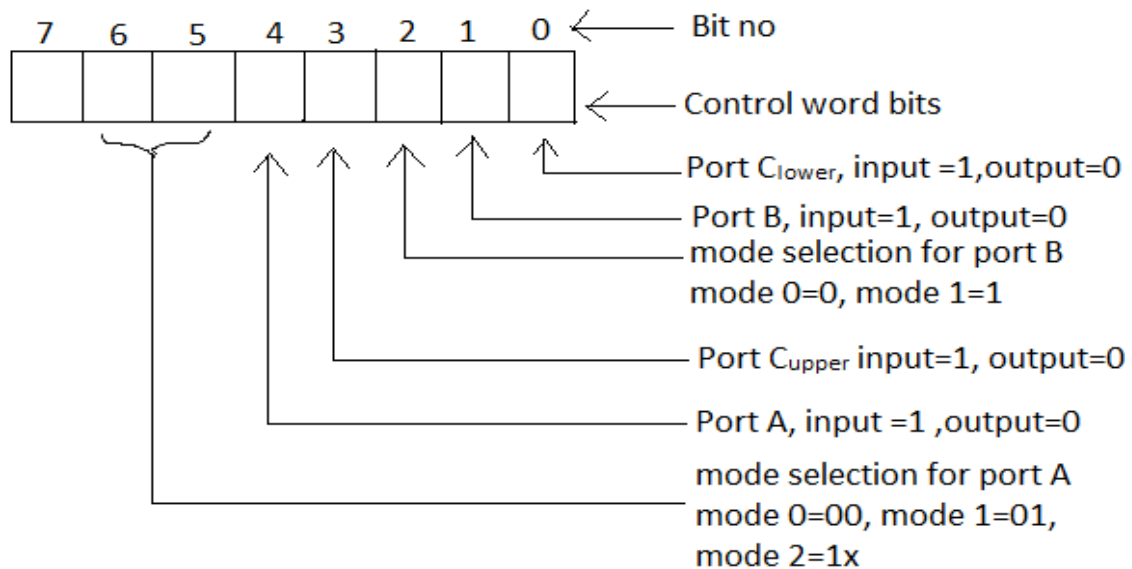 7 6 5 4 3 2 1 0 Bit no
Control word bits
Port Clower, input =1,output=0
Port B, input=1, output=0
mode selection for port B
mode 0=0, mode 1=1
Port Cupper input=1, output=0
Port A, input =1 ,output=0
mode selection for port A
mode 0=00, mode 1=01,
mode 2=1x